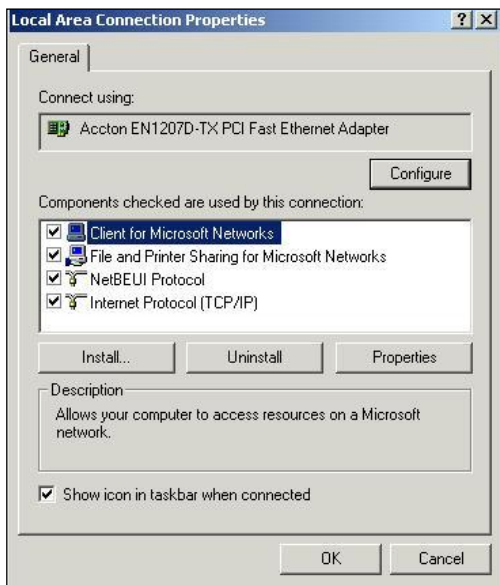 Local Area Connection Properties
General
Connect using:
Accton EN1207D-TX PCI Fast Ethernet Adapter
Configure
Components checked are used by this connection:
Client for Microsoft Networks
File and Printer Sharing for Microsoft Networks
NetBEUI Protocol
Internet Protocol (TCP/IP)
Install... Uninstall Properties
Description
Allows your computer to access resources on a Microsoft
network.
Show icon in taskbar when connected
OK Cancel